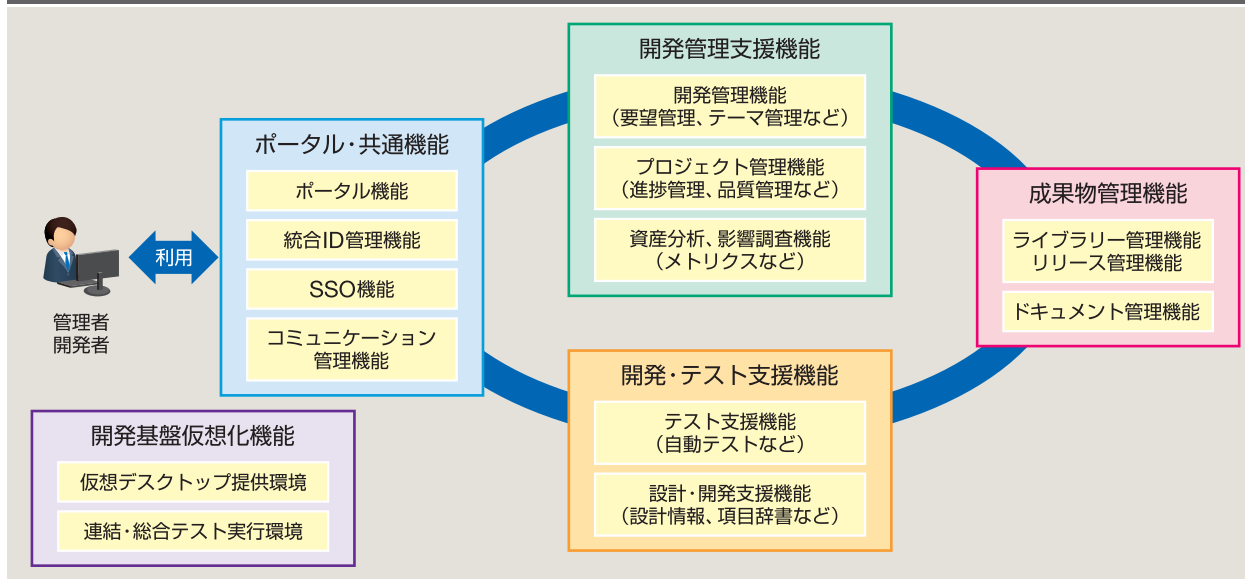 管理者
開発者
利用
ポータル・共通機能
ポータル機能
統合ID管理機能
SSO機能
コミュニケーション
管理機能
開発基盤仮想化機能
仮想デスクトップ提供環境
連結・総合テスト実行環境
開発管理支援機能
開発管理機能
（要望管理、テーマ管理など）
プロジェクト管理機能
（進捗管理、品質管理など）
資産分析、影響調査機能
（メトリクスなど）
開発・テスト支援機能
テスト支援機能
（自動テストなど）
設計・開発支援機能
（設計情報、項目辞書など）
成果物管理機能
ライブラリー管理機能
リリース管理機能
ドキュメント管理機能